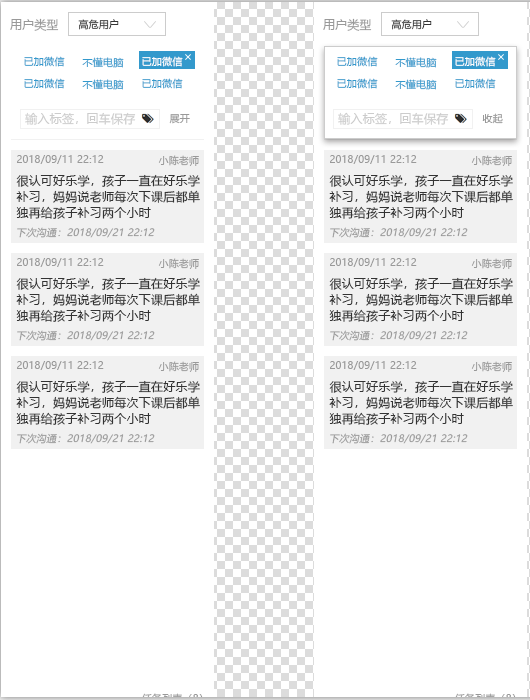 用户类型 高危用户
已加微信 不懂电脑 已加微信 ×
已加微信 不懂电脑 已加微信
输入标签，回车保存 展开
2018/09/11 22:12 小陈老师
很认可好乐学，孩子一直在好乐学
补习，妈妈说老师每次下课后都单
独再给孩子补习两个小时
下次沟通：2018/09/21 22:12
2018/09/11 22:12 小陈老师
很认可好乐学，孩子一直在好乐学
补习，妈妈说老师每次下课后都单
独再给孩子补习两个小时
下次沟通：2018/09/21 22:12
2018/09/11 22:12 小陈老师
很认可好乐学，孩子一直在好乐学
补习，妈妈说老师每次下课后都单
独再给孩子补习两个小时
下次沟通：2018/09/21 22:12
用户类型 高危用户
已加微信 不懂电脑 已加微信 ×
已加微信 不懂电脑 已加微信
输入标签，回车保存 收起
2018/09/11 22:12 小陈老师
很认可好乐学，孩子一直在好乐学
补习，妈妈说老师每次下课后都单
独再给孩子补习两个小时
下次沟通：2018/09/21 22:12
2018/09/11 22:12 小陈老师
很认可好乐学，孩子一直在好乐学
补习，妈妈说老师每次下课后都单
独再给孩子补习两个小时
下次沟通：2018/09/21 22:12
2018/09/11 22:12 小陈老师
很认可好乐学，孩子一直在好乐学
补习，妈妈说老师每次下课后都单
独再给孩子补习两个小时
下次沟通：2018/09/21 22:12